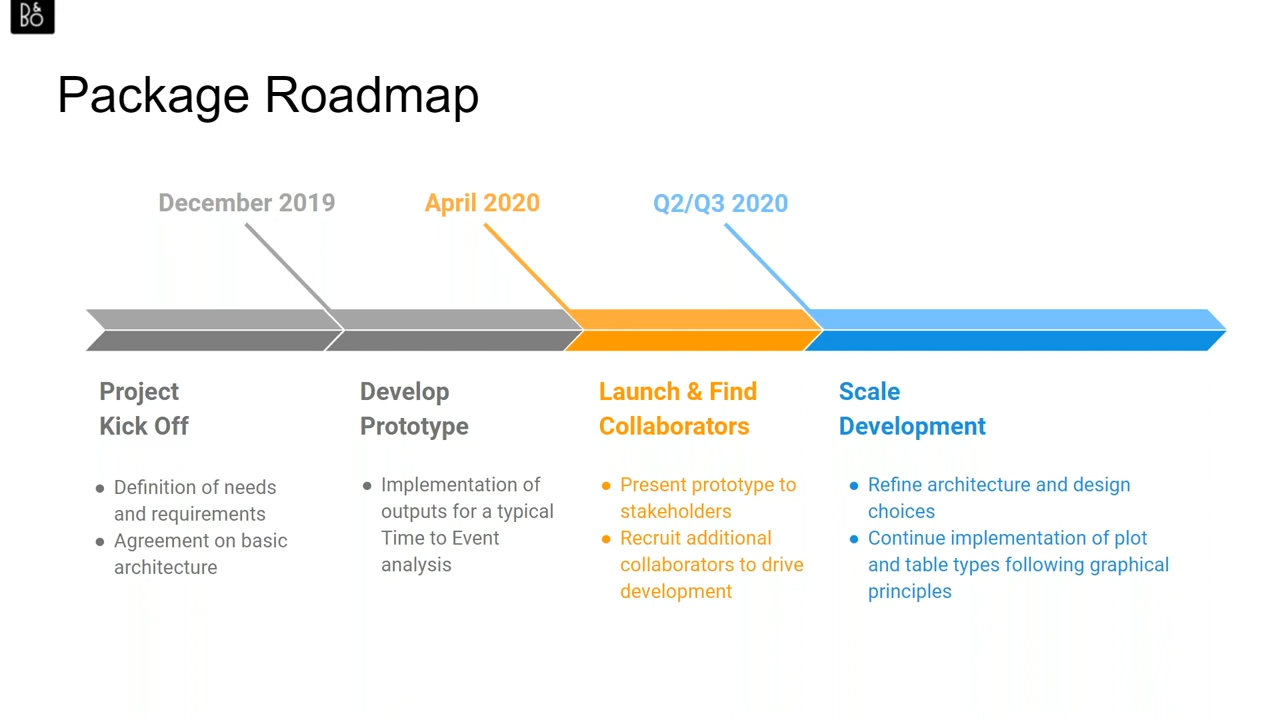 B&O
Package Roadmap
December 2019
April 2020
Q2/Q3 2020
Project
Kick Off
● Definition of needs
and requirements
● Agreement on basic
architecture
Develop
Prototype
● Implementation of
outputs for a typical
Time to Event
analysis
Launch & Find
Collaborators
● Present prototype to
stakeholders
● Recruit additional
collaborators to drive
development
Scale
Development
● Refine architecture and design
choices
● Continue implementation of plot
and table types following graphical
principles